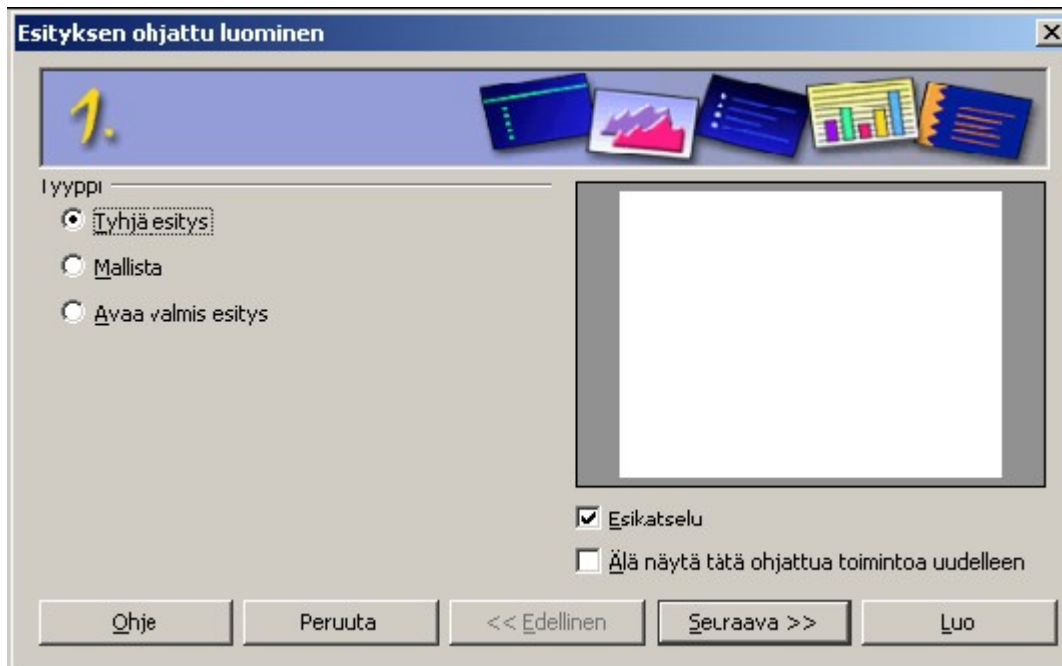 Esityksen ohjattu luominen
1.
Tyyppi
Tyhjä esitys
Mallista
Avaa valmis esitys
Esikatselu
Älä näytä tätä ohjattua toimintoa uudelleen
Ohje
Peruuta
<< Edellinen
Seuraava >>
Luo